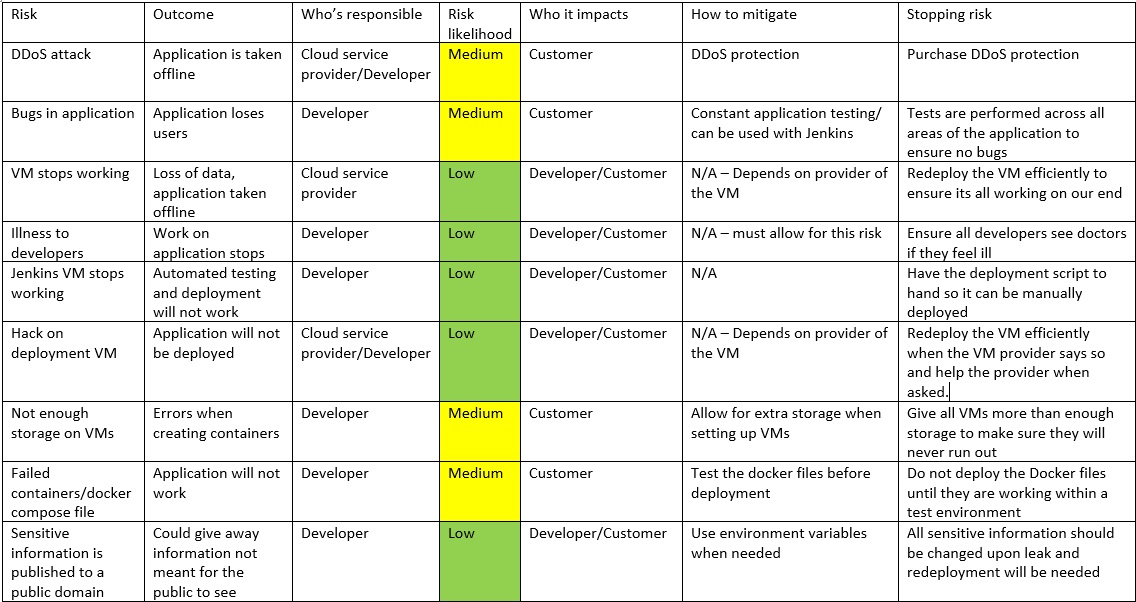 Risk
Outcome
Who's responsible
Risk
likelihood
Who it impacts
How to mitigate
Stopping risk
DDoS attack
Application is taken
offline
Cloud service
provider/Developer
Medium
Customer
DDoS protection
Purchase DDoS protection
Bugs in application
Application loses
users
Developer
Medium
Customer
Constant application testing/
can be used with Jenkins
Tests are performed across all
areas of the application to
ensure no bugs
VM stops working
Loss of data,
application taken
offline
Cloud service
provider
Low
Developer/Customer
N/A – Depends on provider of
the VM
Redeploy the VM efficiently to
ensure its all working on our end
Illness to
developers
Work on
application stops
Developer
Low
Developer/Customer
N/A – must allow for this risk
Ensure all developers see doctors
if they feel ill
Jenkins VM stops
working
Automated testing
and deployment
will not work
Developer
Low
Developer/Customer
N/A
Have the deployment script to
hand so it can be manually
deployed
Hack on
deployment VM
Application will not
be deployed
Cloud service
provider/Developer
Low
Developer/Customer
N/A – Depends on provider of
the VM
Redeploy the VM efficiently
when the VM provider says so
and help the provider when
asked.
Not enough
storage on VMs
Errors when
creating containers
Developer
Medium
Customer
Allow for extra storage when
setting up VMs
Give all VMs more than enough
storage to make sure they will
never run out
Failed
containers/docker
compose file
Application will not
work
Developer
Medium
Customer
Test the docker files before
deployment
Do not deploy the Docker files
until they are working within a
test environment
Sensitive
information is
published to a
public domain
Could give away
information not
meant for the
public to see
Developer
Low
Developer/Customer
Use environment variables
when needed
All sensitive information should
be changed upon leak and
redeployment will be needed